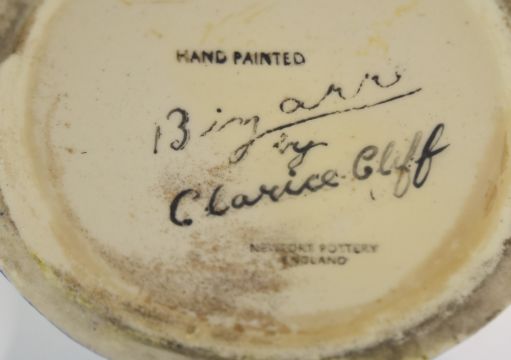 HAND PAINTED
Bizarre
by
Clarice Cliff
NEWPORT POTTERY
ENGLAND